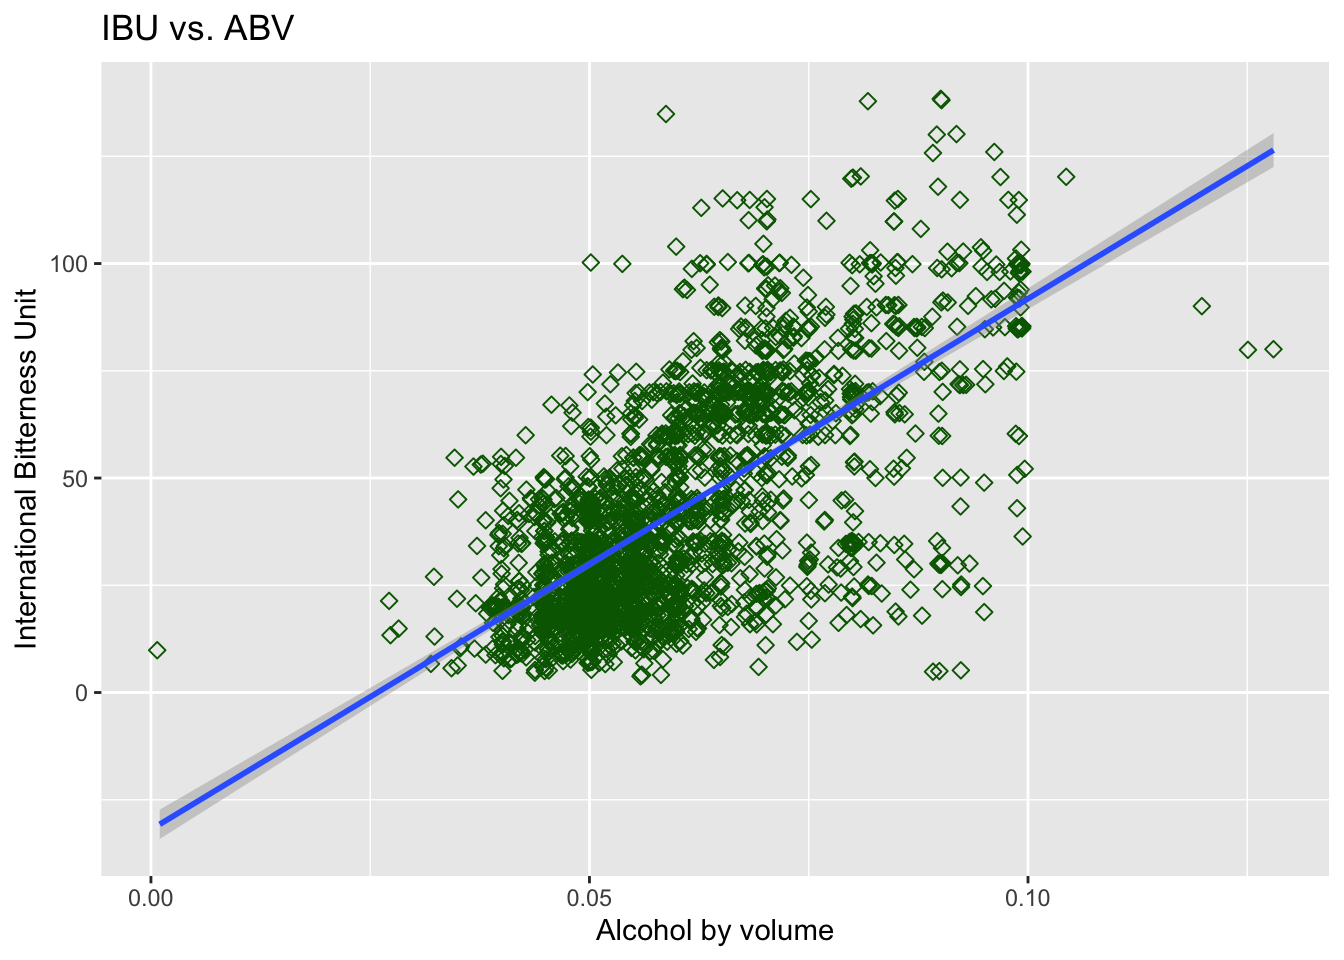 IBU vs. ABV
International Bitterness Unit
100
50
0
0.00
0.05
0.10
Alcohol by volume